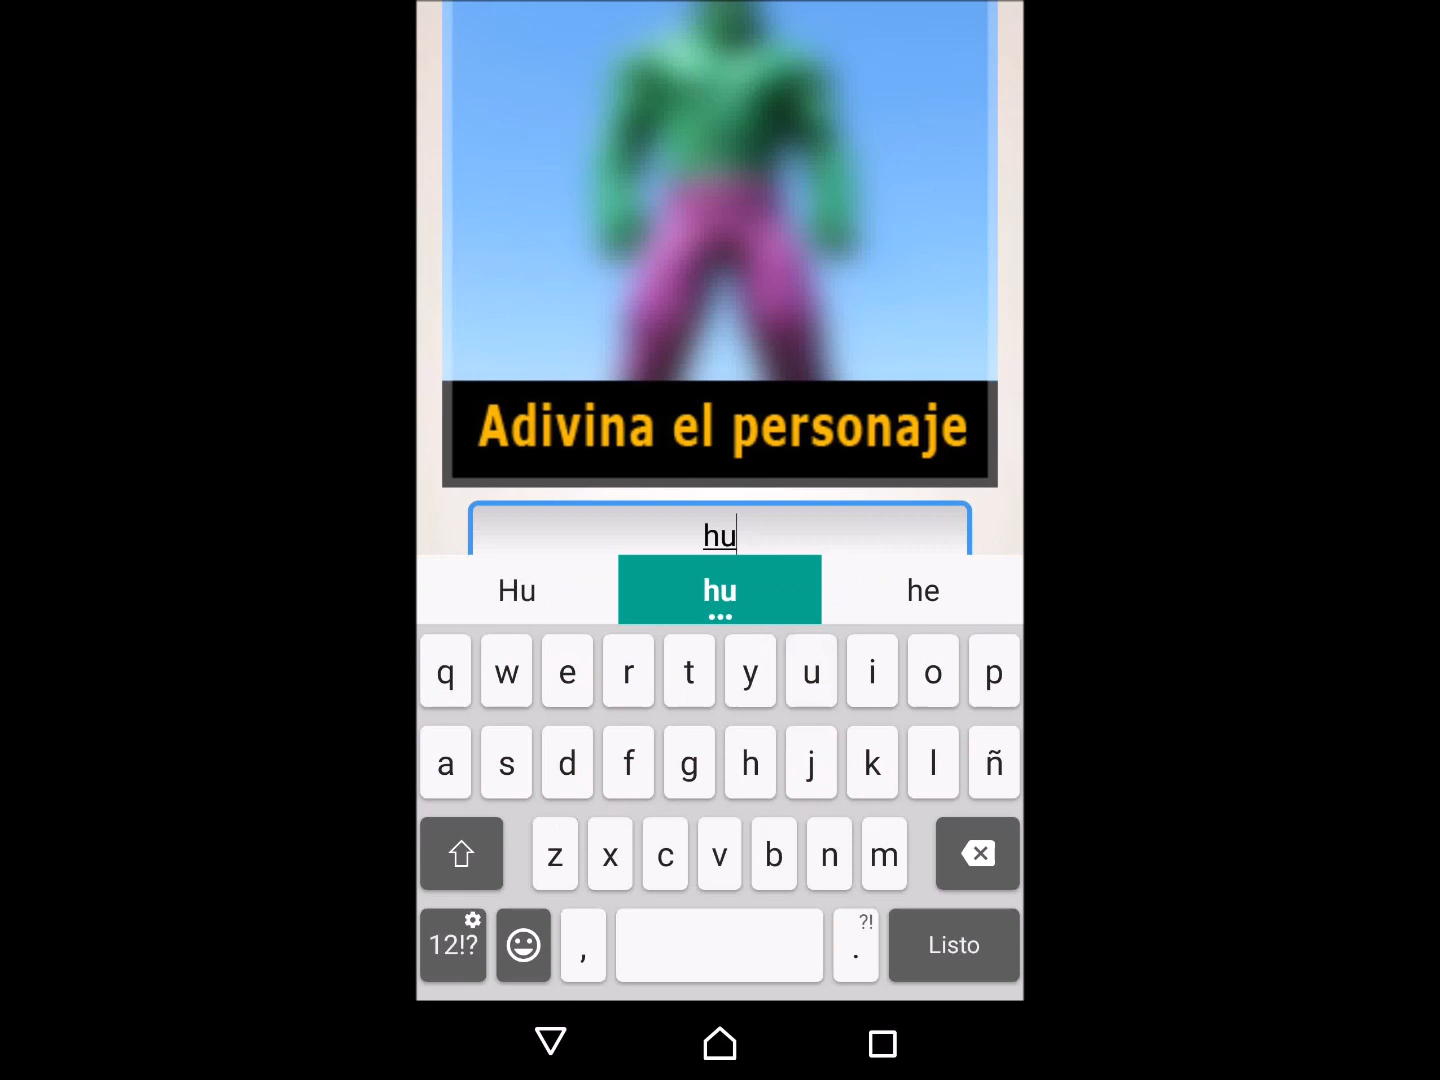 Adivina el personaje
hu
Hu hu he
q w e r t y u i o p
a s d f g h j k l ñ
z x c v b n m
12!? , ?! . Listo